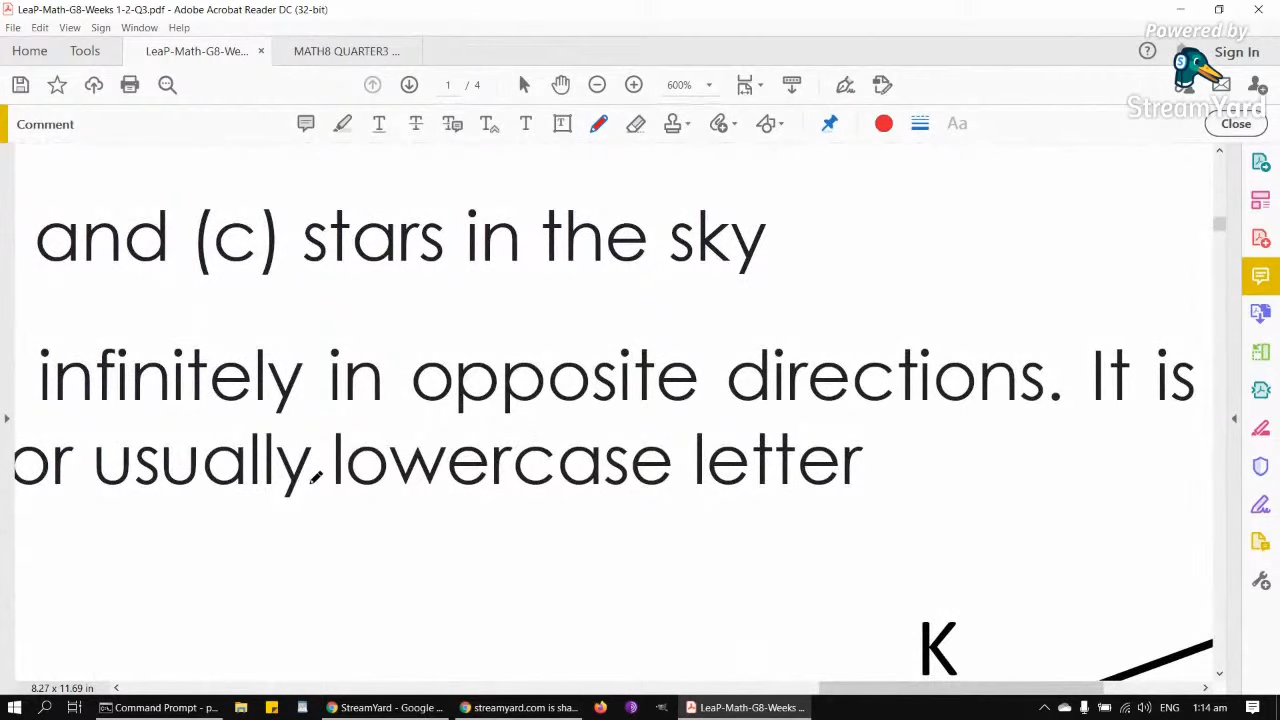 LeaP-Math-G8-Weeks 1-2-Q3.pdf - Adobe Acrobat Reader DC (32-bit)
File Edit View Sign Window Help
Powered by
Home Tools LeaP-Math-G8-We... × MATH8 QUARTER3 ... Sign In
1 / 4 600%
StreamYard
Comment Aa Close
and (c) stars in the sky
infinitely in opposite directions. It is
or usually lowercase letter
K
8.27 x 11.69 in
Command Prompt - p... StreamYard - Google ... streamyard.com is sha... LeaP-Math-G8-Weeks ... 1:14 am